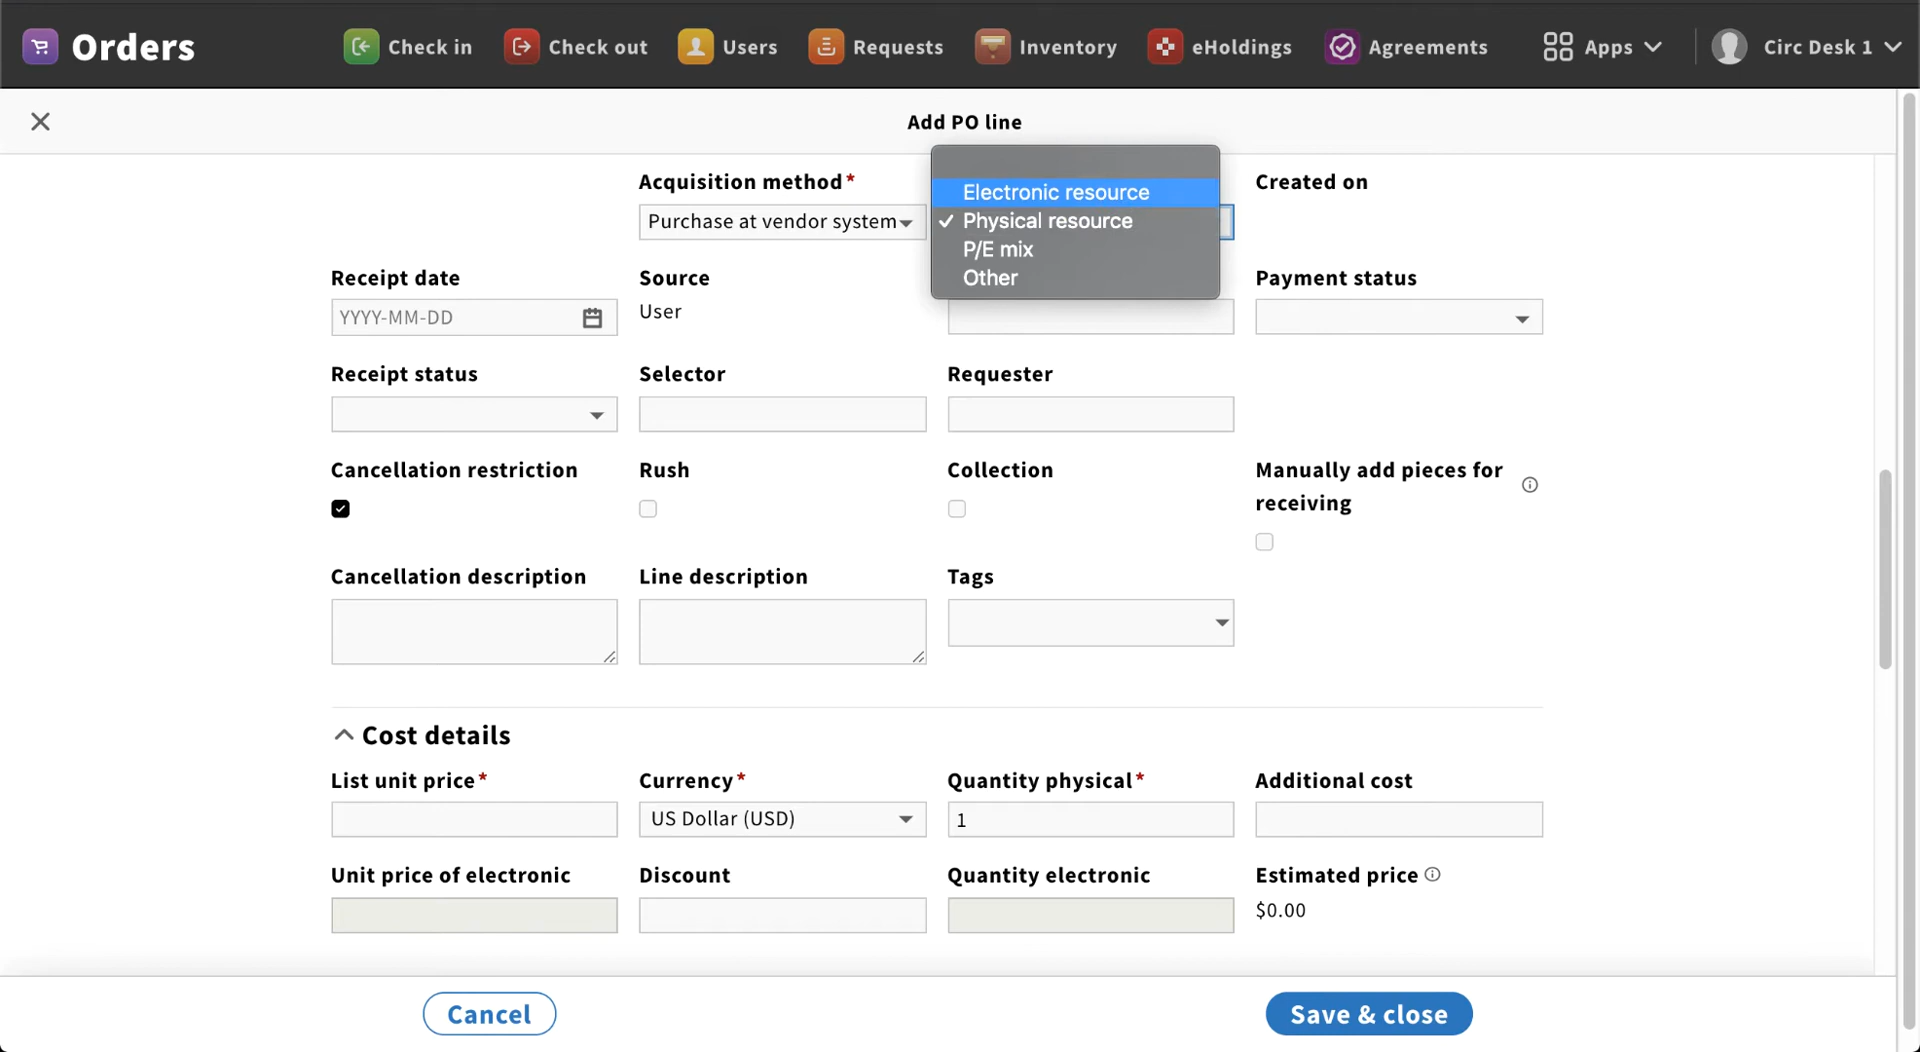 Orders
Check in
Check out
Users
Requests
Inventory
eHoldings
Agreements
Apps
Circ Desk 1
Add PO line
Acquisition method*
Created on
Purchase at vendor system
Electronic resource
Physical resource
P/E mix
Other
Receipt date
Source
Payment status
YYYY-MM-DD
User
Receipt status
Selector
Requester
Cancellation restriction
Rush
Collection
Manually add pieces for
receiving
Cancellation description
Line description
Tags
Cost details
List unit price*
Currency*
Quantity physical*
Additional cost
US Dollar (USD)
1
Unit price of electronic
Discount
Quantity electronic
Estimated price
$0.00
Cancel
Save & close